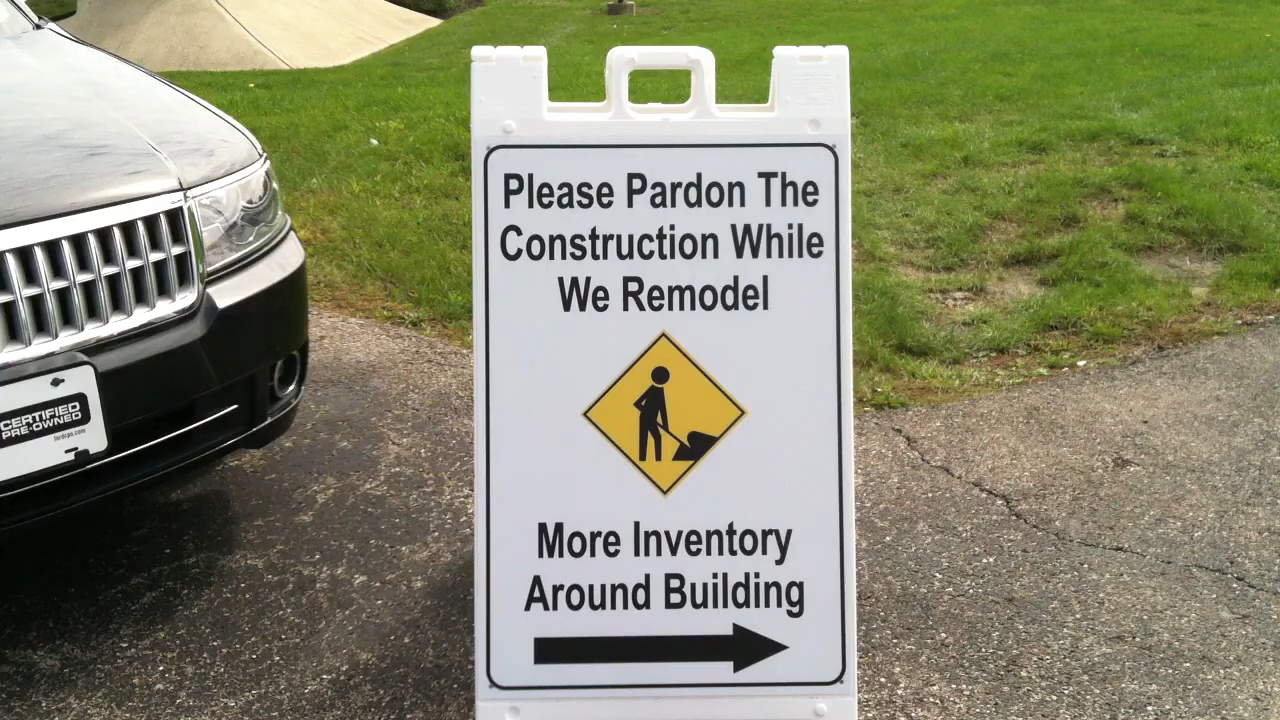 Please Pardon The
Construction While
We Remodel
More Inventory
Around Building
CERTIFIED
PRE-OWNED